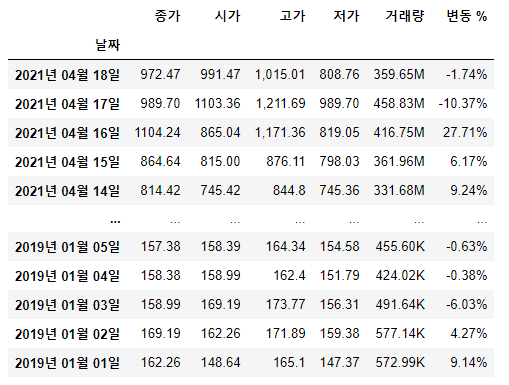 종가 시가 고가 저가 거래량 변동 %
날짜
2021년 04월 18일 972.47 991.47 1,015.01 808.76 359.65M -1.74%
2021년 04월 17일 989.70 1103.36 1,211.69 989.70 458.83M -10.37%
2021년 04월 16일 1104.24 865.04 1,171.36 819.05 416.75M 27.71%
2021년 04월 15일 864.64 815.00 876.11 798.03 361.96M 6.17%
2021년 04월 14일 814.42 745.42 844.8 745.36 331.68M 9.24%
... ... ... ... ... ... ...
2019년 01월 05일 157.38 158.39 164.34 154.58 455.60K -0.63%
2019년 01월 04일 158.38 158.99 162.4 151.79 424.02K -0.38%
2019년 01월 03일 158.99 169.19 173.77 156.31 491.64K -6.03%
2019년 01월 02일 169.19 162.26 171.89 159.38 577.14K 4.27%
2019년 01월 01일 162.26 148.64 165.1 147.37 572.99K 9.14%